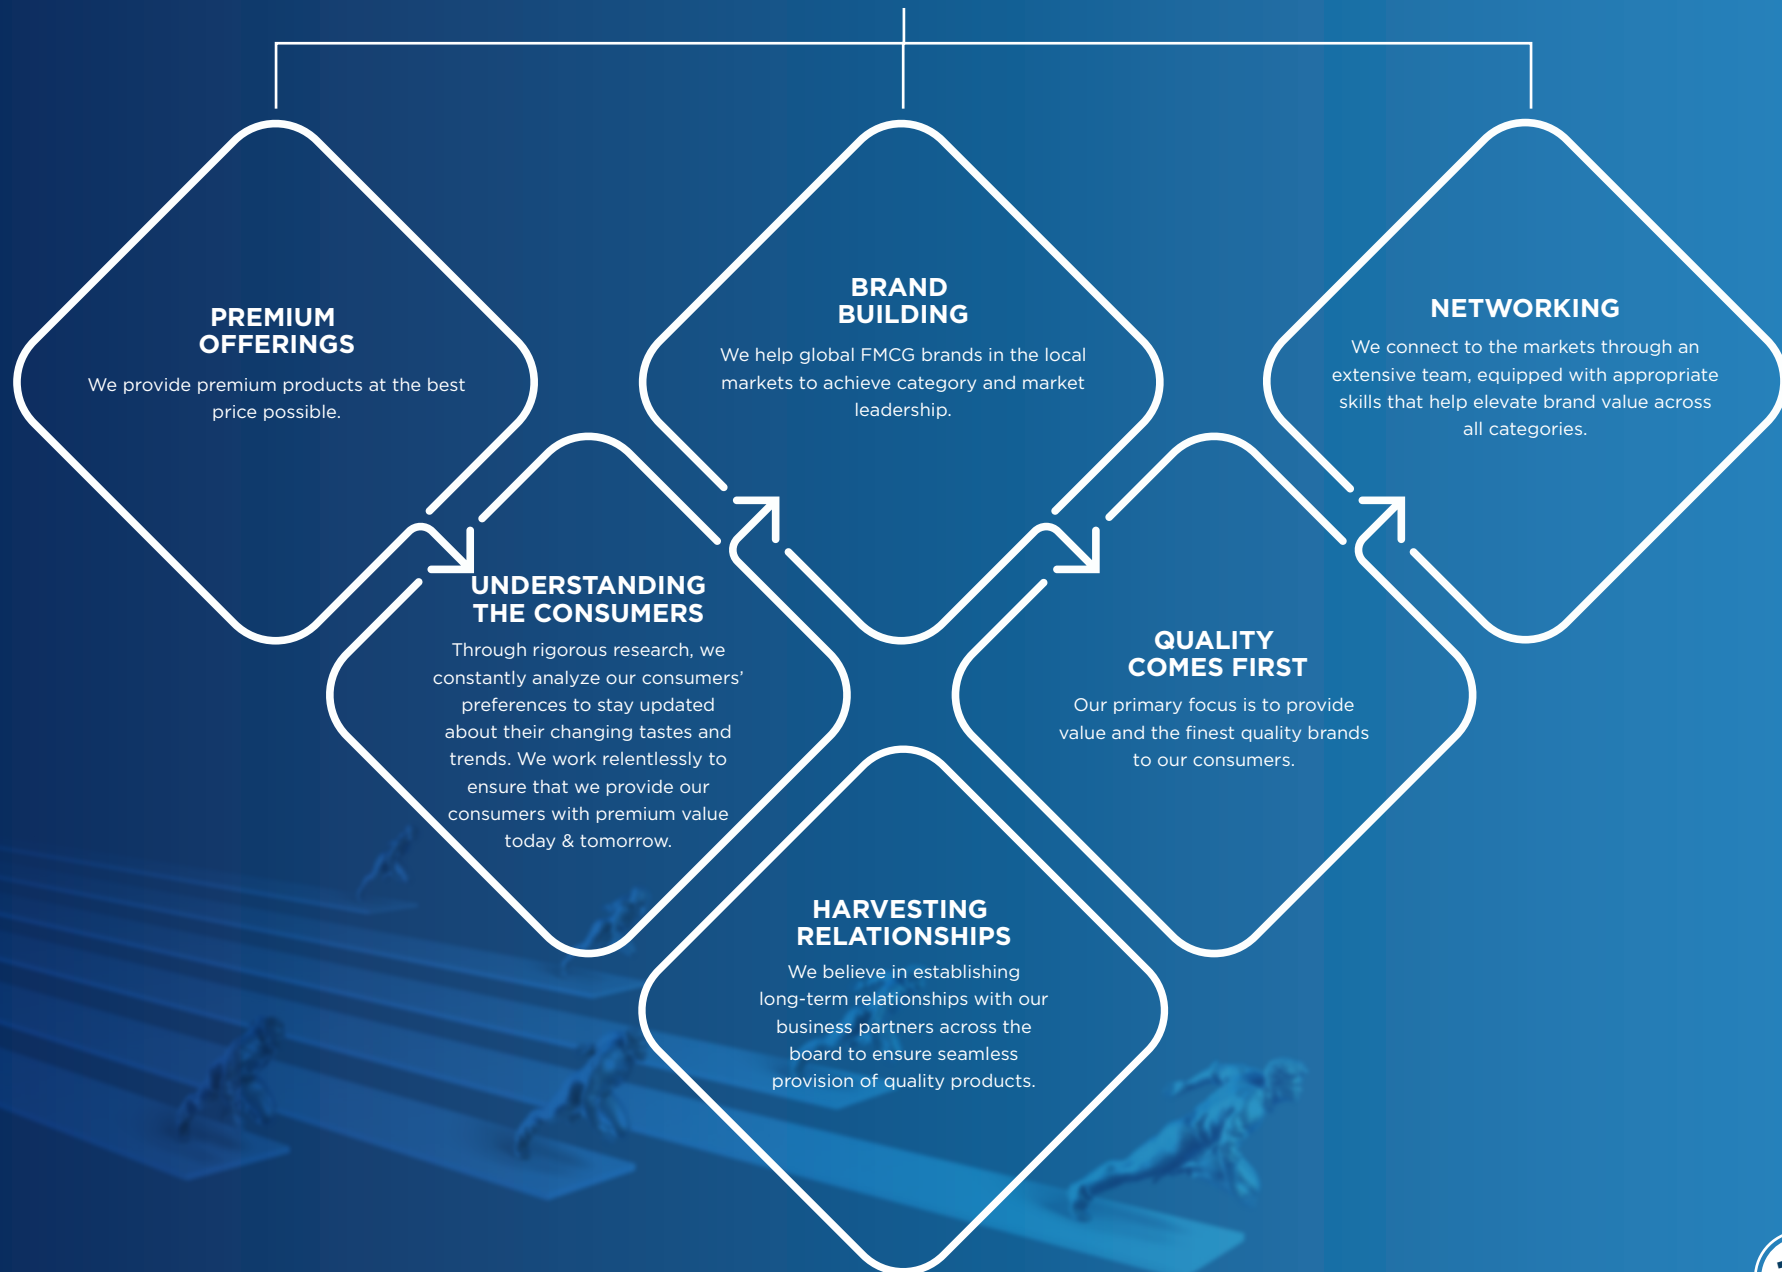 PREMIUM
OFFERINGS
We provide premium products at the best
price possible.
BRAND
BUILDING
We help global FMCG brands in the local
markets to achieve category and market
leadership.
NETWORKING
We connect to the markets through an
extensive team, equipped with appropriate
skills that help elevate brand value across
all categories.
UNDERSTANDING
THE CONSUMERS
Through rigorous research, we
constantly analyze our consumers’
preferences to stay updated
about their changing tastes and
trends. We work relentlessly to
ensure that we provide our
consumers with premium value
today & tomorrow.
QUALITY
COMES FIRST
Our primary focus is to provide
value and the finest quality brands
to our consumers.
HARVESTING
RELATIONSHIPS
We believe in establishing
long-term relationships with our
business partners across the
board to ensure seamless
provision of quality products.